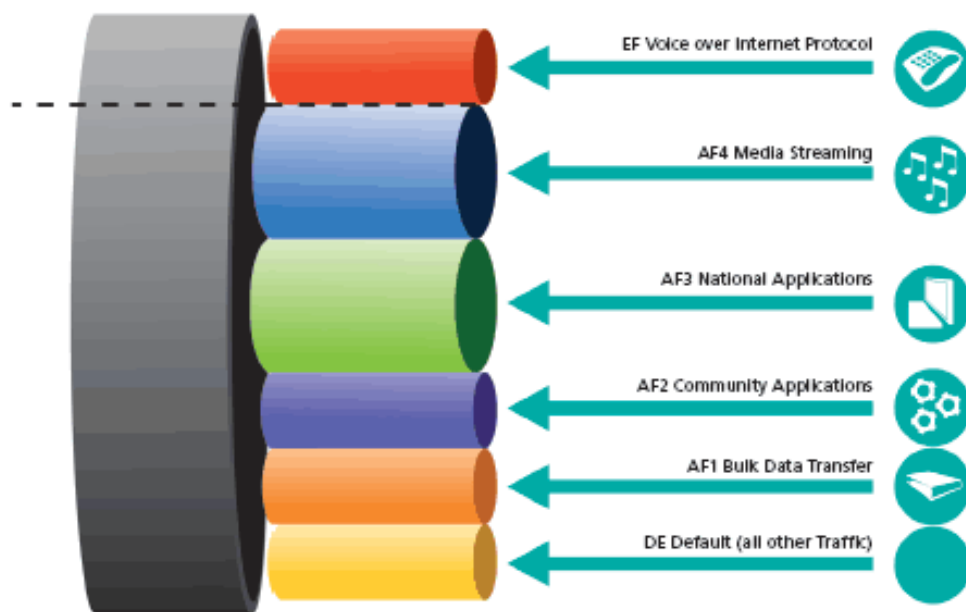 EF Voice over Internet Protocol
AF4 Media Streaming
AF3 National Applications
AF2 Community Applications
AF1 Bulk Data Transfer
DE Default (all other Traffic)